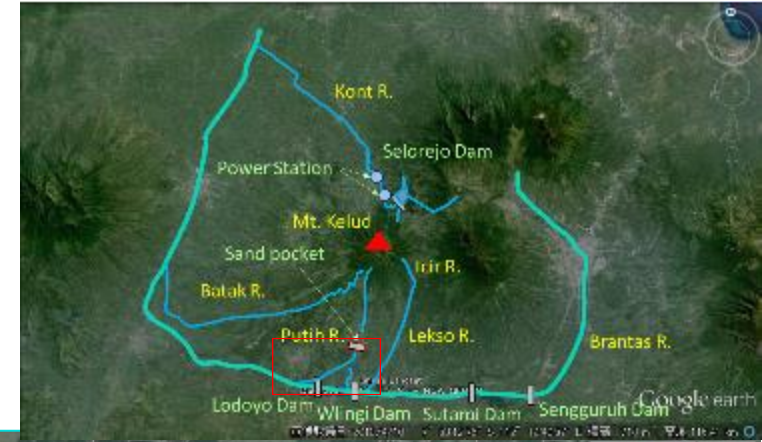 Kont R.
Selorejo Dam
Power Station
Mt. Kelud
Sand pocket
Icir R.
Batak R.
Putih R.
Lekso R.
Brantas R.
Lodoyo Dam
Wlingi Dam
Sutami Dam
Sengguruh Dam
Google earth